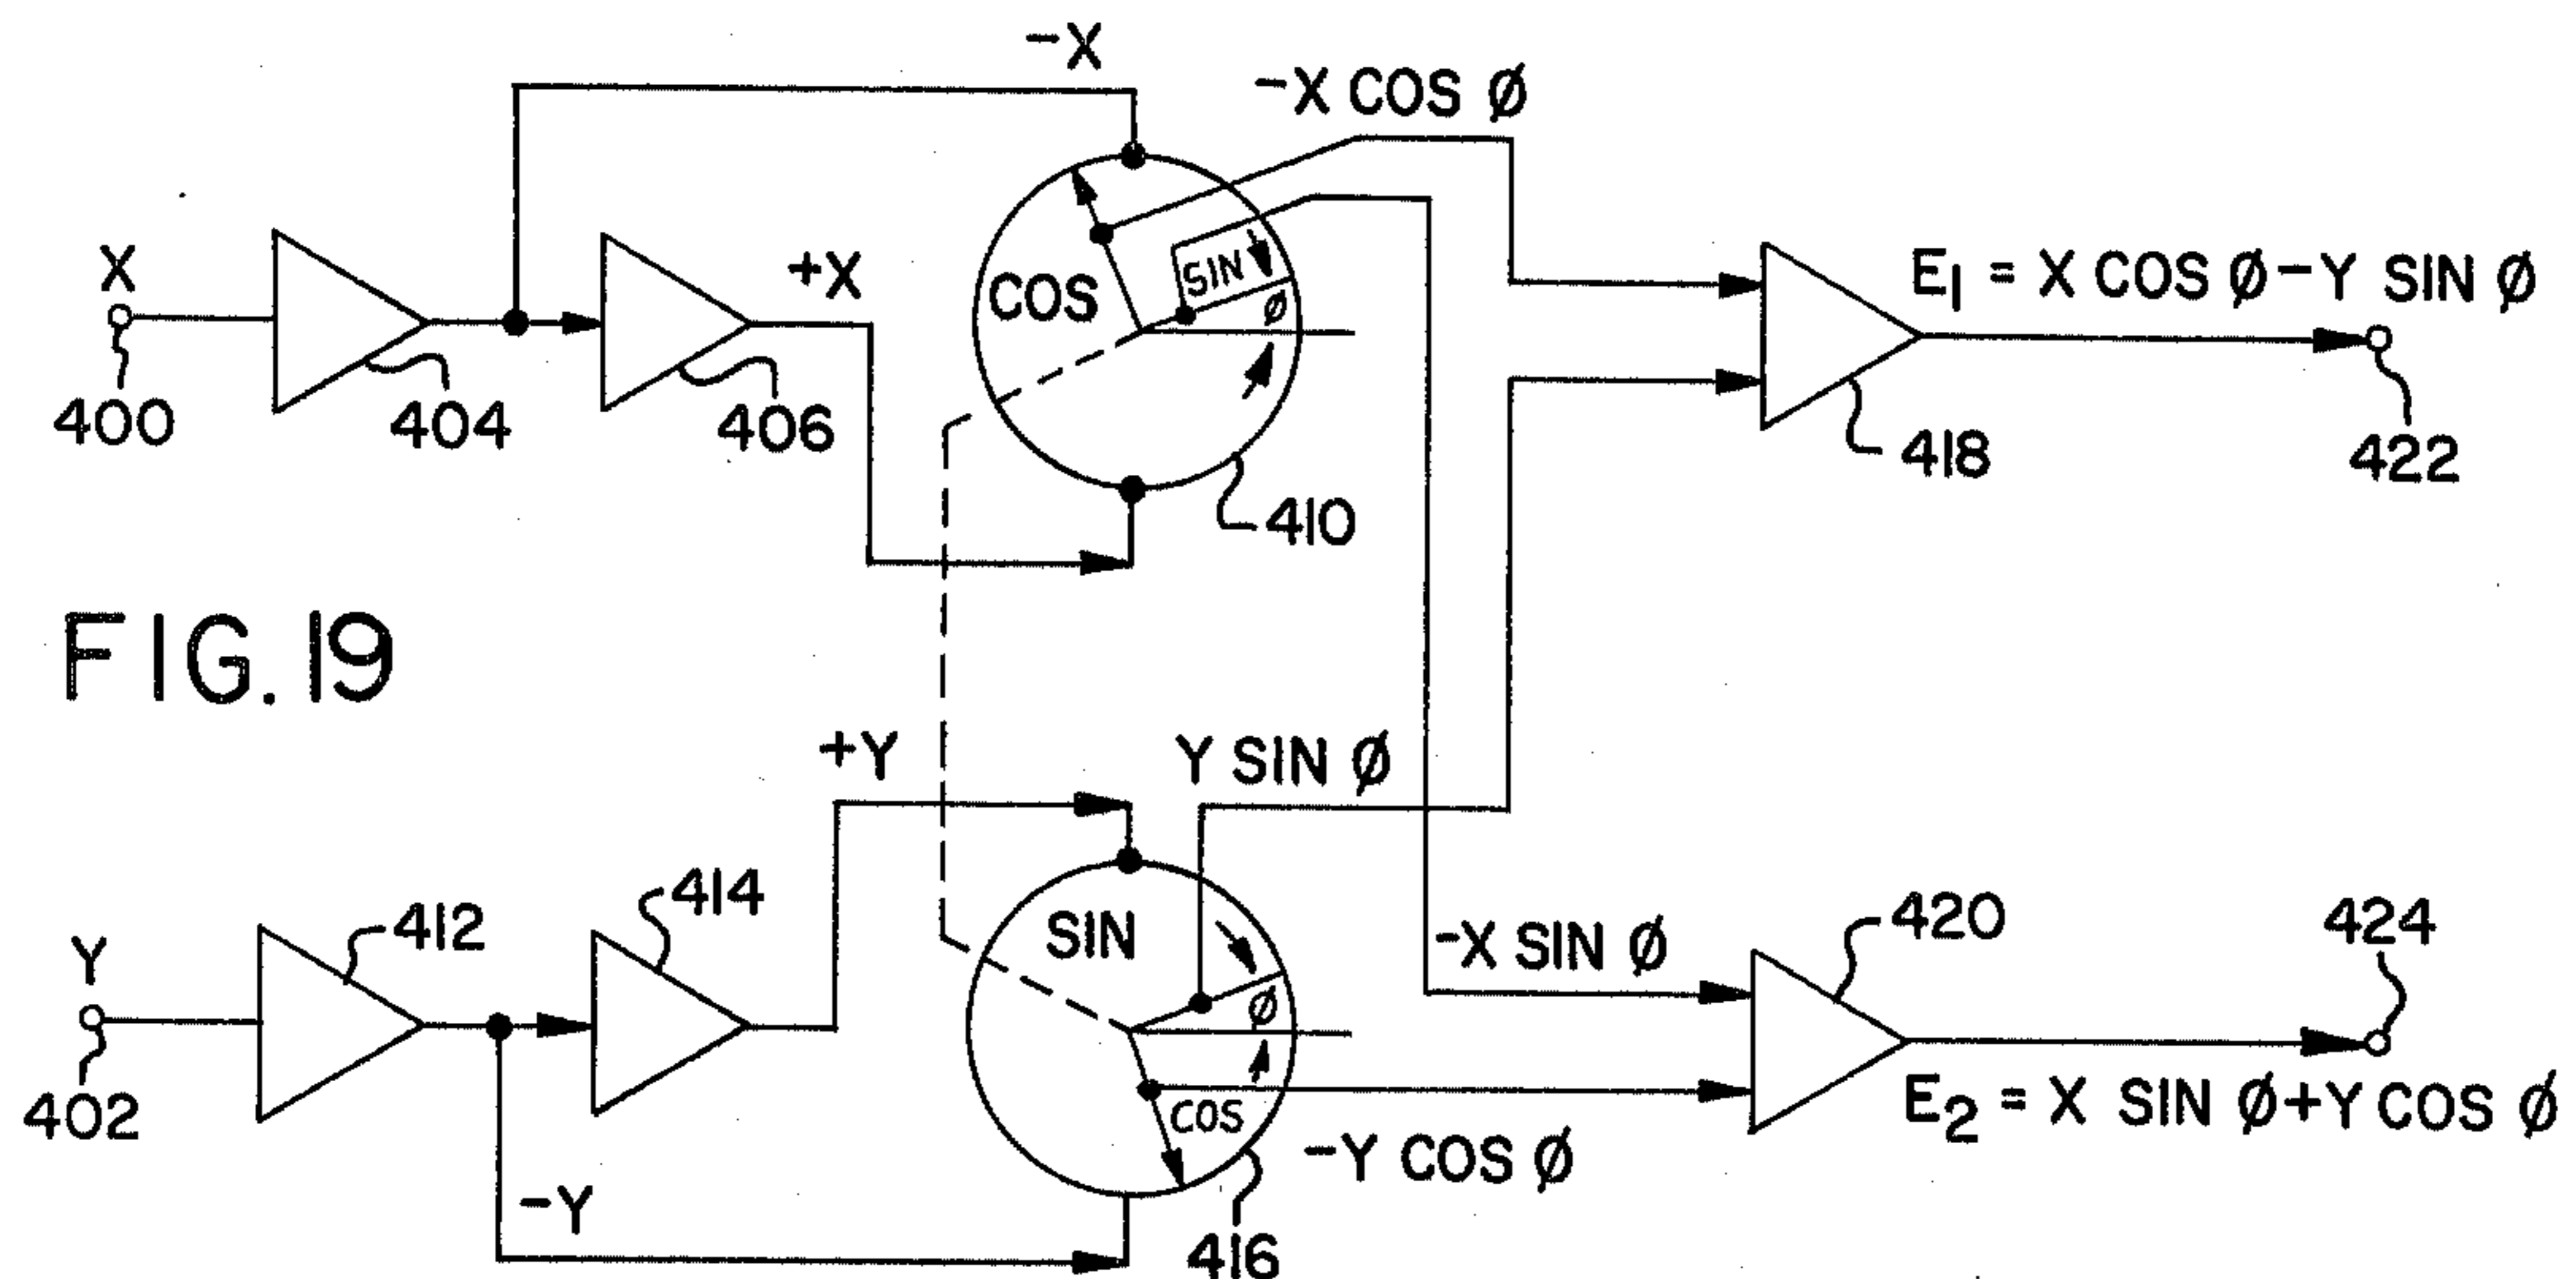 -X
-X COS Ø
X
+X
COS
SIN
Ø
E1 = X COS Ø-Y SIN Ø
400
404
406
418
422
410
FIG. 19
+Y
Y SIN Ø
414
412
Y
SIN
Ø
-X SIN Ø
420
424
402
COS
E2 = X SIN Ø+Y COS Ø
-Y COS Ø
-Y
416